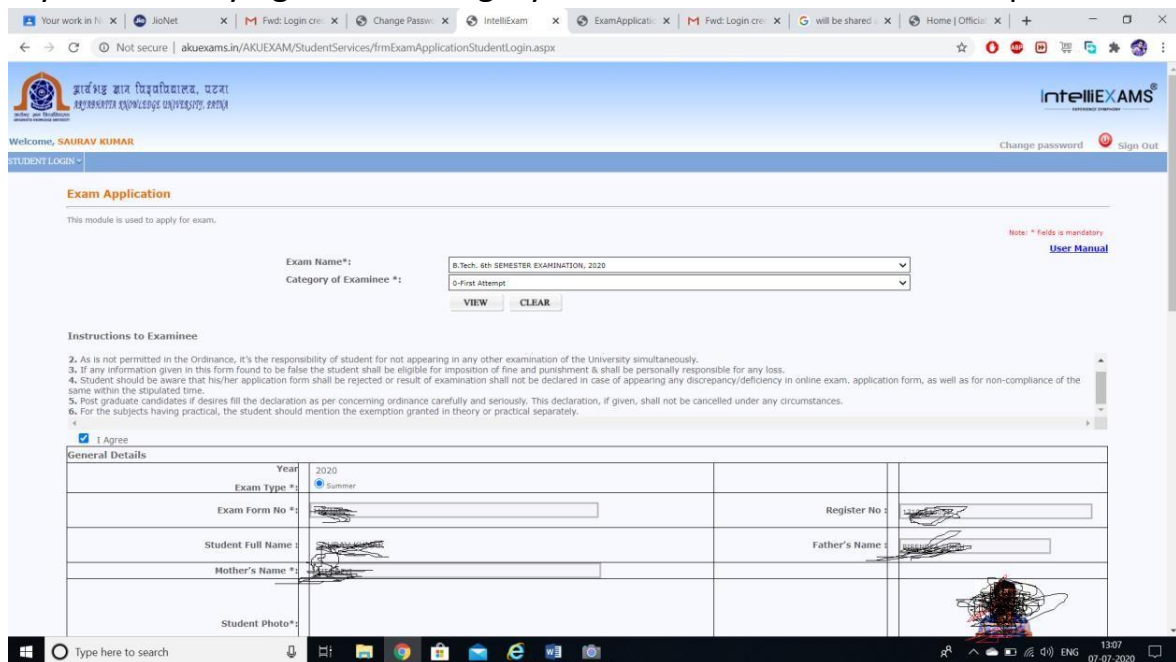 Your work in N
JioNet
Fwd: Login cre
Change Passw
IntelliExam
ExamApplicatio
Fwd: Login cre
will be shared
Home | Official
Not secure | akuexams.in/AKUEXAM/StudentServices/frmExamApplicationStudentLogin.aspx
ARYABHATTA KNOWLEDGE UNIVERSITY, PATNA
IntelliEXAMS®
Welcome, SAURAV KUMAR
Change password Sign Out
STUDENT LOGIN
Exam Application
This module is used to apply for exam.
Note: * fields is mandatory
User Manual
Exam Name*: B.Tech. 6th SEMESTER EXAMINATION, 2020
Category of Examinee *: 0-First Attempt
VIEW CLEAR
Instructions to Examinee
2. As is not permitted in the Ordinance, it's the responsibility of student for not appearing in any other examination of the University simultaneously.
3. If any information given in this form found to be false the student shall be eligible for imposition of fine and punishment & shall be personally responsible for any loss.
4. Student should be aware that his/her application form shall be rejected or result of examination shall not be declared in case of appearing any discrepancy/deficiency in online exam. application form, as well as for non-compliance of the
same within the stipulated time.
5. Post graduate candidates if desires fill the declaration as per concerning ordinance carefully and seriously. This declaration, if given, shall not be cancelled under any circumstances.
6. For the subjects having practical, the student should mention the exemption granted in theory or practical separately.
I Agree
General Details
Year 2020
Exam Type *: Summer
Exam Form No *: Register No :
Student Full Name : Father's Name :
Mother's Name *:
Student Photo*:
Type here to search
ENG
13:07
07-07-2020